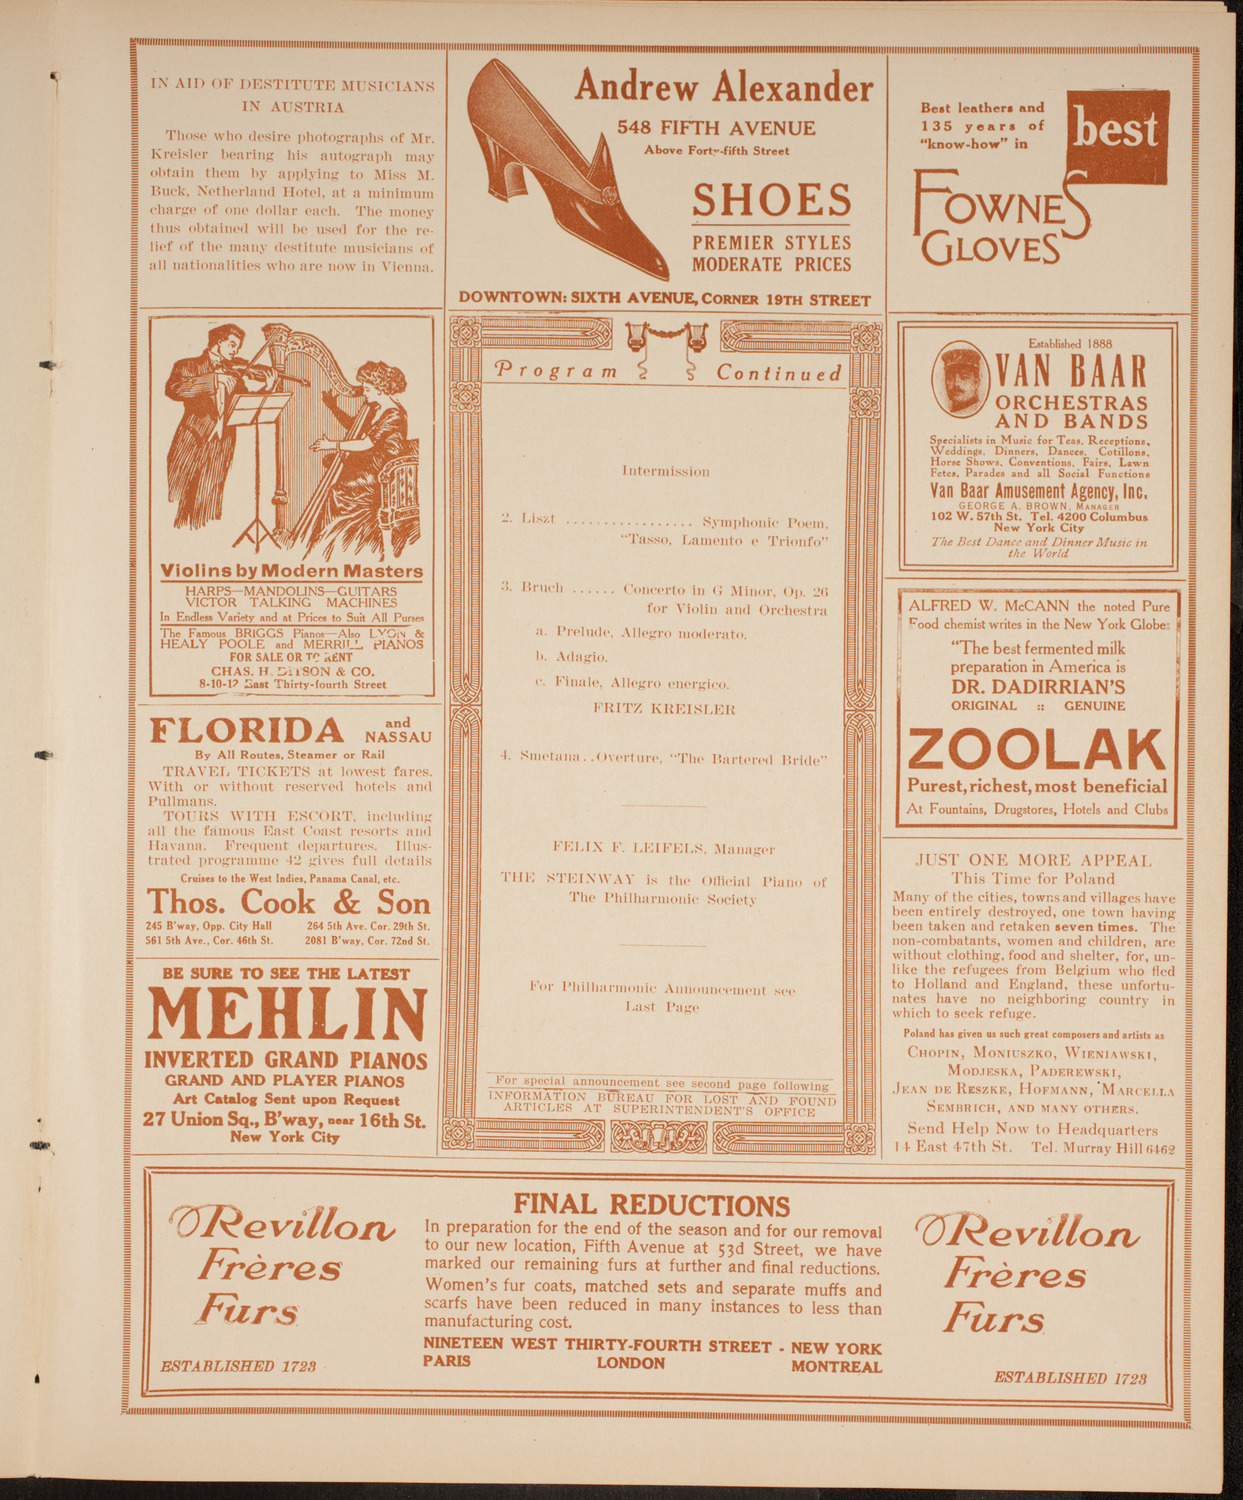 IN AID OF DESTITUTE MUSICIANS
IN AUSTRIA
Those who desire photographs of Mr.
Kreisler bearing his autograph may
obtain them by applying to Miss M.
Buck, Netherland Hotel, at a minimum
charge of one dollar each. The money
thus obtained will be used for the re-
lief of the many destitute musicians of
all nationalities who are now in Vienna.
Andrew Alexander
548 FIFTH AVENUE
Above Forty-fifth Street
SHOES
PREMIER STYLES
MODERATE PRICES
DOWNTOWN: SIXTH AVENUE, CORNER 19TH STREET
Best leathers and
135 years of
"know-how" in
best
FOWNES
GLOVES
Violins by Modern Masters
HARPS—MANDOLINS—GUITARS
VICTOR TALKING MACHINES
In Endless Variety and at Prices to Suit All Purses
The Famous BRIGGS Pianos—Also LYON &
HEALY POOLE and MERRILL PIANOS
FOR SALE OR TO RENT
CHAS. H. DITSON & CO.
8-10-12 East Thirty-fourth Street
FLORIDA and
NASSAU
By All Routes, Steamer or Rail
TRAVEL TICKETS at lowest fares.
With or without reserved hotels and
Pullmans.
TOURS WITH ESCORT, including
all the famous East Coast resorts and
Havana. Frequent departures. Illus-
trated programme 42 gives full details
Cruises to the West Indies, Panama Canal, etc.
Thos. Cook & Son
245 B'way, Opp. City Hall 264 5th Ave. Cor. 29th St.
561 5th Ave., Cor. 46th St. 2081 B'way, Cor. 72nd St.
BE SURE TO SEE THE LATEST
MEHLIN
INVERTED GRAND PIANOS
GRAND AND PLAYER PIANOS
Art Catalog Sent upon Request
27 Union Sq., B'way, near 16th St.
New York City
Program Continued
Intermission
2. Liszt ................. Symphonic Poem,
"Tasso, Lamento e Trionfo"
3. Bruch ...... Concerto in G Minor, Op. 26
for Violin and Orchestra
a. Prelude, Allegro moderato.
b. Adagio.
c. Finale, Allegro energico.
FRITZ KREISLER
4. Smetana..Overture, "The Bartered Bride"
FELIX F. LEIFELS, Manager
THE STEINWAY is the Official Piano of
The Philharmonic Society
For Philharmonic Announcement see
Last Page
For special announcement see second page following
INFORMATION BUREAU FOR LOST AND FOUND
ARTICLES AT SUPERINTENDENT'S OFFICE
Established 1888
VAN BAAR
ORCHESTRAS
AND BANDS
Specialists in Music for Teas, Receptions,
Weddings, Dinners, Dances, Cotillons,
Horse Shows, Conventions, Fairs, Lawn
Fetes, Parades and all Social Functions
Van Baar Amusement Agency, Inc.
GEORGE A. BROWN, MANAGER
102 W. 57th St. Tel. 4200 Columbus
New York City
The Best Dance and Dinner Music in
the World
ALFRED W. McCANN the noted Pure
Food chemist writes in the New York Globe:
"The best fermented milk
preparation in America is
DR. DADIRRIAN'S
ORIGINAL :: GENUINE
ZOOLAK
Purest, richest, most beneficial
At Fountains, Drugstores, Hotels and Clubs
JUST ONE MORE APPEAL
This Time for Poland
Many of the cities, towns and villages have
been entirely destroyed, one town having
been taken and retaken seven times. The
non-combatants, women and children, are
without clothing, food and shelter, for, un-
like the refugees from Belgium who fled
to Holland and England, these unfortu-
nates have no neighboring country in
which to seek refuge.
Poland has given us such great composers and artists as
CHOPIN, MONIUSZKO, WIENIAWSKI,
MODJESKA, PADEREWSKI,
JEAN DE RESZKE, HOFMANN, MARCELLA
SEMBRICH, AND MANY OTHERS.
Send Help Now to Headquarters
14 East 47th St. Tel. Murray Hill 6462
Revillon
Frères
Furs
ESTABLISHED 1723
FINAL REDUCTIONS
In preparation for the end of the season and for our removal
to our new location, Fifth Avenue at 53d Street, we have
marked our remaining furs at further and final reductions.
Women's fur coats, matched sets and separate muffs and
scarfs have been reduced in many instances to less than
manufacturing cost.
NINETEEN WEST THIRTY-FOURTH STREET - NEW YORK
PARIS LONDON MONTREAL
Revillon
Frères
Furs
ESTABLISHED 1723